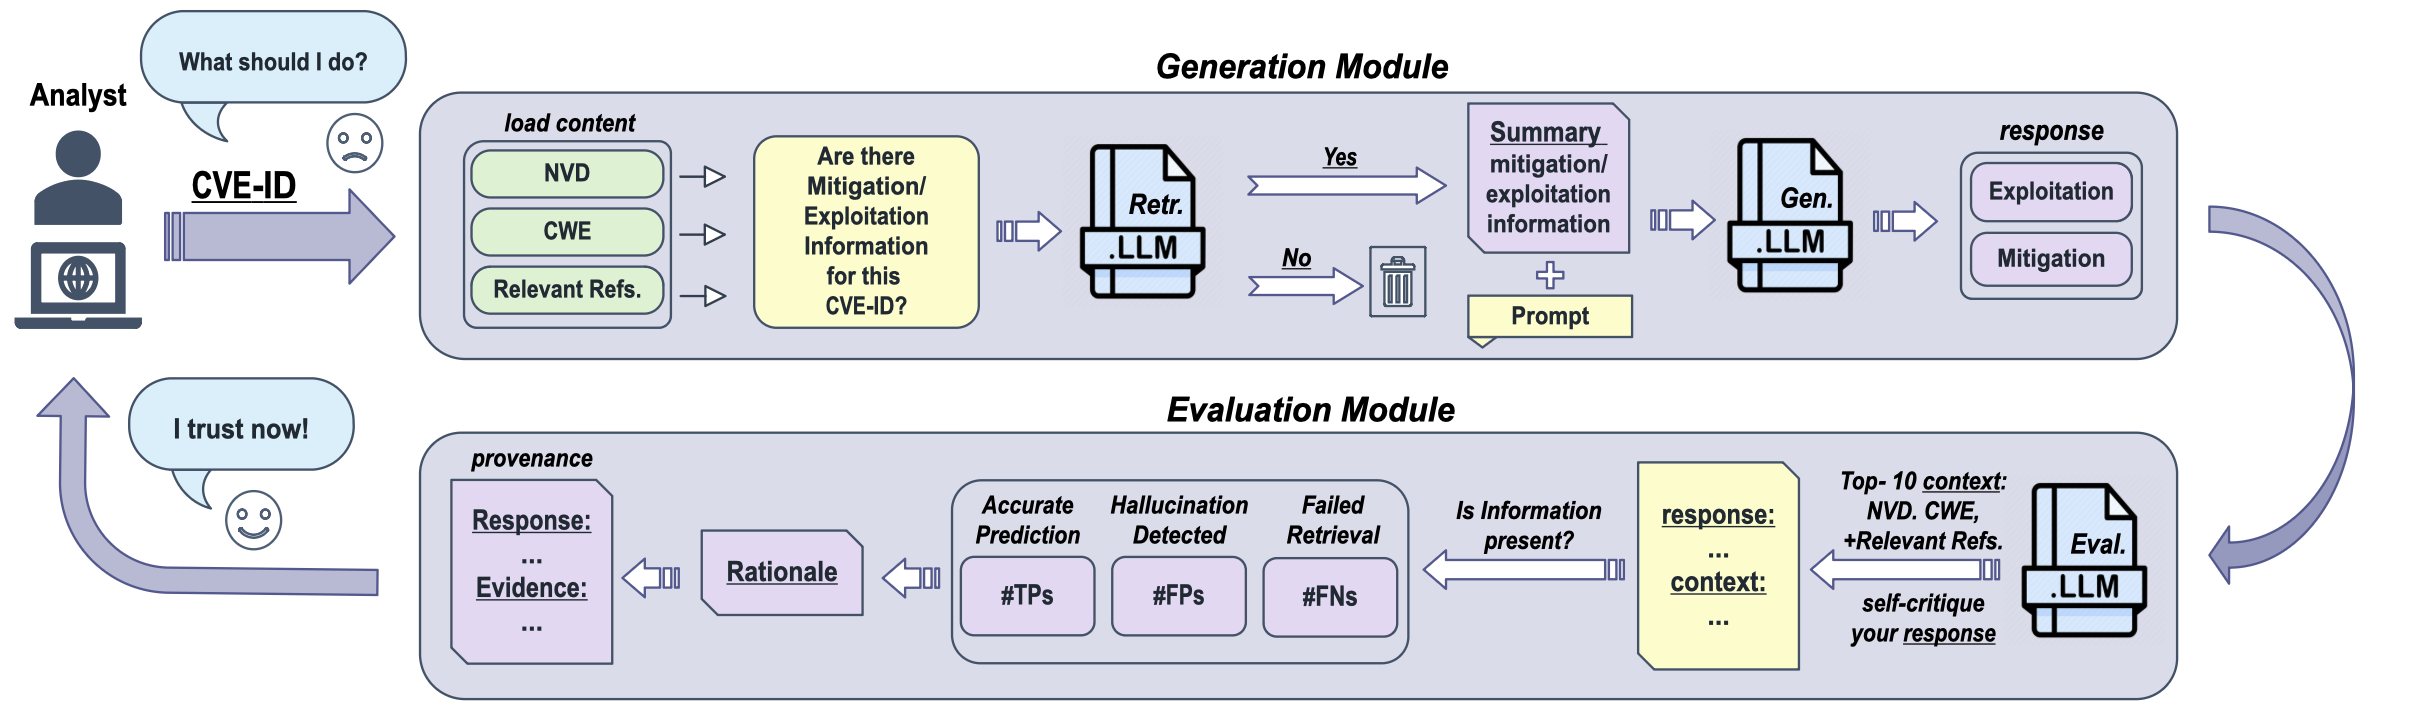 What should I do?
Analyst
CVE-ID
Generation Module
load content
NVD
CWE
Relevant Refs.
Are there
Mitigation/
Exploitation
Information
for this
CVE-ID?
Retr.
.LLM
Yes
No
Summary
mitigation/
exploitation
information
Prompt
Gen.
.LLM
response
Exploitation
Mitigation
I trust now!
Evaluation Module
provenance
Response:
...
Evidence:
...
Rationale
Accurate
Prediction
#TPs
Hallucination
Detected
#FPs
Failed
Retrieval
#FNs
Is Information
present?
response:
...
context:
...
Top- 10 context:
NVD. CWE,
+Relevant Refs.
self-critique
your response
Eval.
.LLM